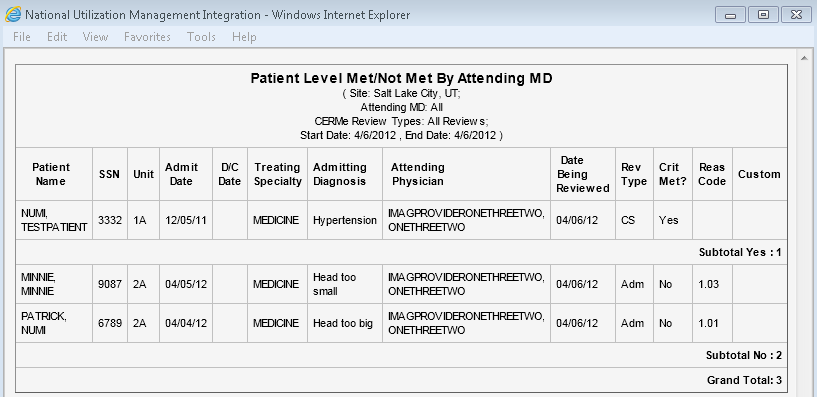 National Utilization Management Integration - Windows Internet Explorer
File Edit View Favorites Tools Help
Patient Level Met/Not Met By Attending MD
( Site: Salt Lake City, UT;
Attending MD: All
CERMe Review Types: All Reviews;
Start Date: 4/6/2012 , End Date: 4/6/2012 )
Patient Name SSN Unit Admit Date D/C Date Treating Specialty Admitting Diagnosis Attending Physician Date Being Reviewed Rev Type Crit Met? Reas Code Custom
NUMI, TESTPATIENT 3332 1A 12/05/11 MEDICINE Hypertension IMAGPROVIDERONETHREETWO, ONETHREETWO 04/06/12 CS Yes
Subtotal Yes : 1
MINNIE, MINNIE 9087 2A 04/05/12 MEDICINE Head too small IMAGPROVIDERONETHREETWO, ONETHREETWO 04/06/12 Adm No 1.03
PATRICK, NUMI 6789 2A 04/04/12 MEDICINE Head too big IMAGPROVIDERONETHREETWO, ONETHREETWO 04/06/12 Adm No 1.01
Subtotal No : 2
Grand Total: 3